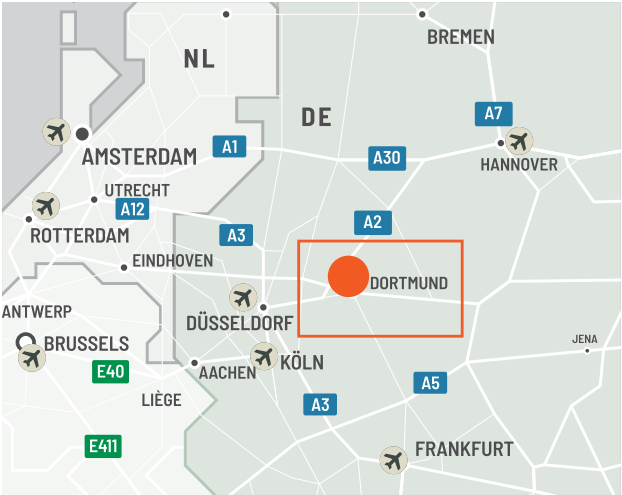 BREMEN
NL
DE
A7
AMSTERDAM
A1
A30
HANNOVER
UTRECHT
A12
ROTTERDAM
A3
A2
EINDHOVEN
DORTMUND
ANTWERP
DÜSSELDORF
BRUSSELS
JENA
KÖLN
E40
AACHEN
A5
LIÈGE
A3
E411
FRANKFURT